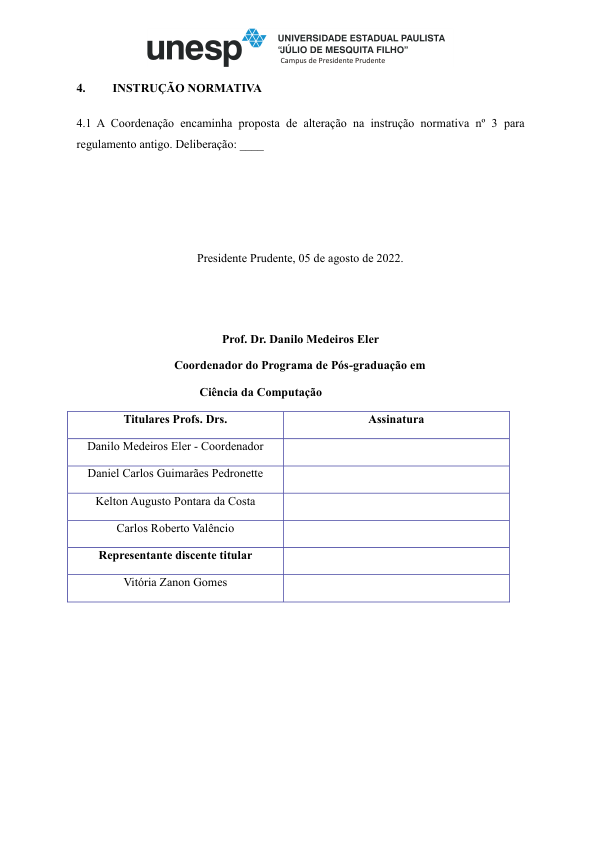 unesp
UNIVERSIDADE ESTADUAL PAULISTA
"JÚLIO DE MESQUITA FILHO"
Campus de Presidente Prudente
4. INSTRUÇÃO NORMATIVA
4.1 A Coordenação encaminha proposta de alteração na instrução normativa nº 3 para
regulamento antigo. Deliberação: ____
Presidente Prudente, 05 de agosto de 2022.
Prof. Dr. Danilo Medeiros Eler
Coordenador do Programa de Pós-graduação em
Ciência da Computação
Titulares Profs. Drs. Assinatura
Danilo Medeiros Eler - Coordenador
Daniel Carlos Guimarães Pedronette
Kelton Augusto Pontara da Costa
Carlos Roberto Valêncio
Representante discente titular
Vitória Zanon Gomes